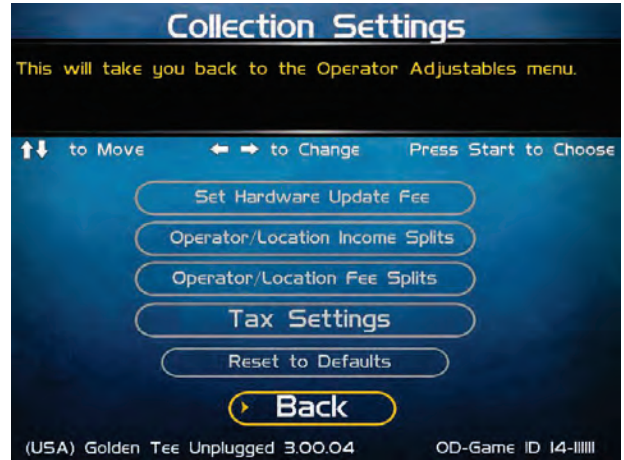 Collection Settings
This will take you back to the Operator Adjustables menu.
to Move to Change Press Start to Choose
Set Hardware Update Fee
Operator/Location Income Splits
Operator/Location Fee Splits
Tax Settings
Reset to Defaults
Back
(USA) Golden Tee Unplugged 3.00.04 OD-Game ID 14-111111